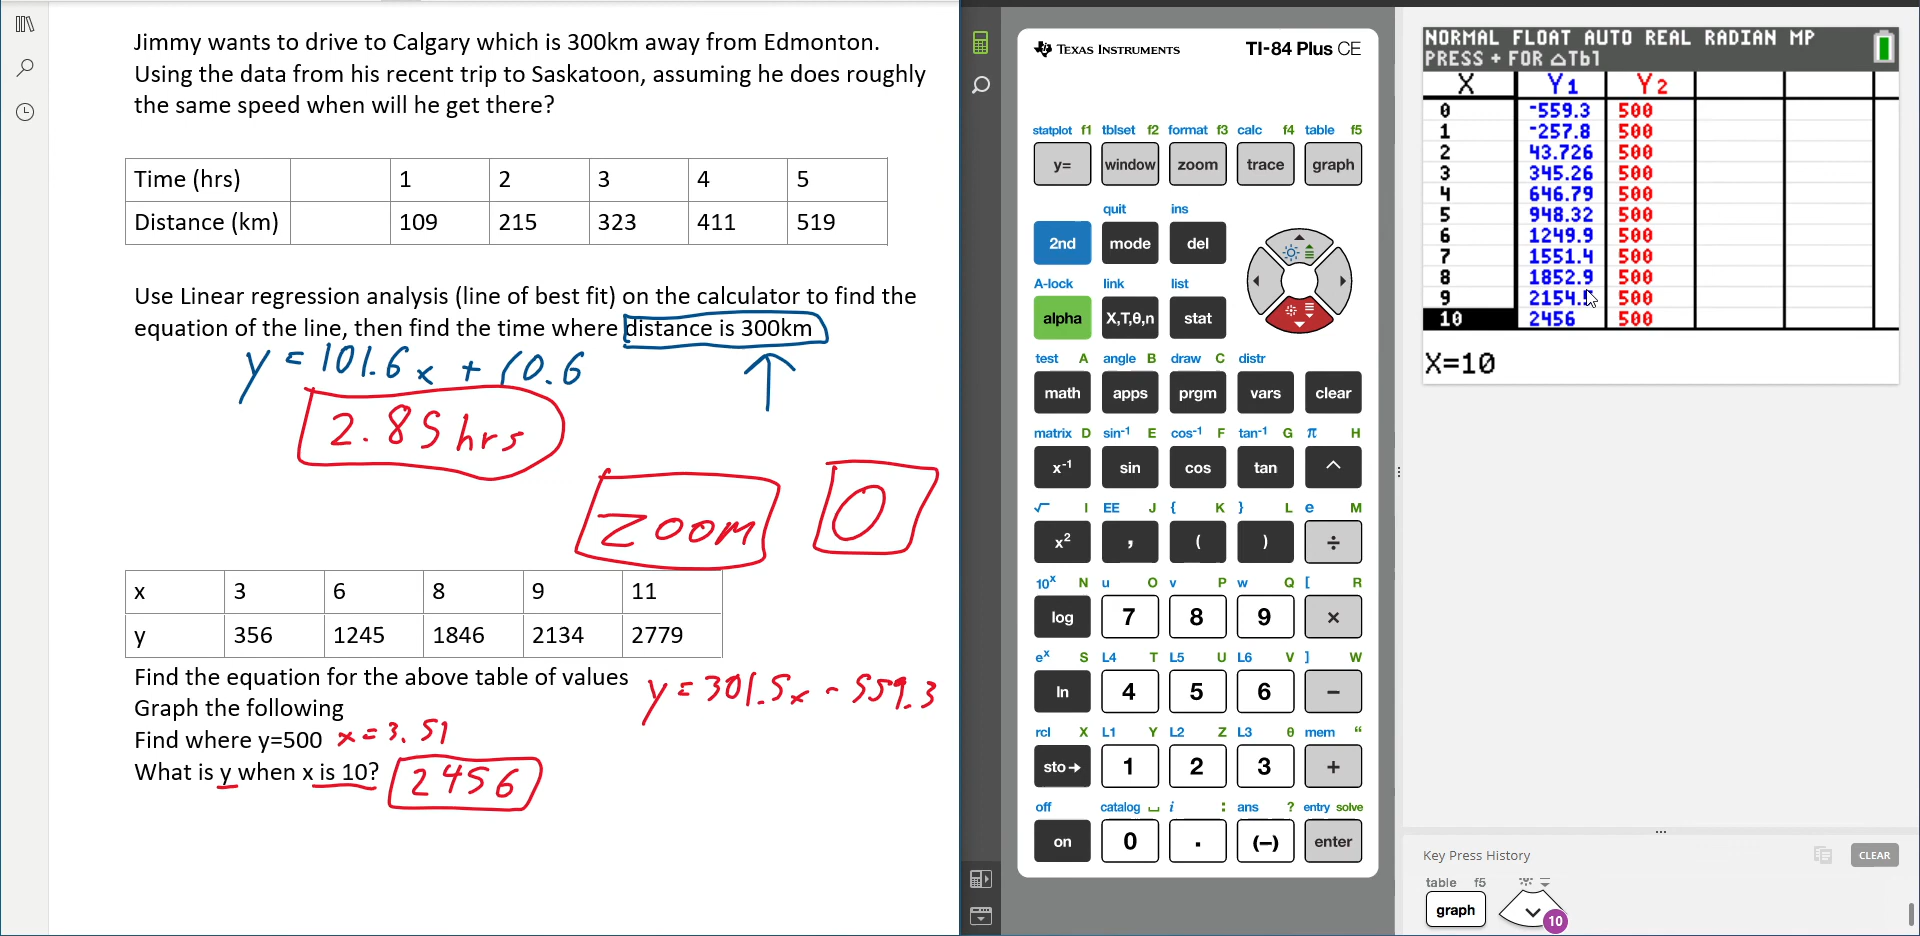 Jimmy wants to drive to Calgary which is 300km away from Edmonton.
Using the data from his recent trip to Saskatoon, assuming he does roughly
the same speed when will he get there?
Time (hrs) 1 2 3 4 5
Distance (km) 109 215 323 411 519
Use Linear regression analysis (line of best fit) on the calculator to find the
equation of the line, then find the time where distance is 300km
y = 101.6x + 10.6
2.85 hrs
ZOOM 0
x 3 6 8 9 11
y 356 1245 1846 2134 2779
Find the equation for the above table of values y = 301.5x - 559.3
Graph the following
Find where y=500 x = 3.51
What is y when x is 10? 2456
TEXAS INSTRUMENTS TI-84 Plus CE
statplot f1 tblset f2 format f3 calc f4 table f5
y= window zoom trace graph
quit ins
2nd mode del
A-lock link list
alpha X,T,θ,n stat
test A angle B draw C distr
math apps prgm vars clear
matrix D sin-1 E cos-1 F tan-1 G π H
x-1 sin cos tan ^
√ I EE J { K } L e M
x² , ( ) ÷
10ˣ N u O v P w Q [ R
log 7 8 9 ×
eˣ S L4 T L5 U L6 V ] W
ln 4 5 6 −
rcl X L1 Y L2 Z L3 θ mem “
sto→ 1 2 3 +
off catalog ⌴ i : ans ? entry solve
on 0 . (−) enter
NORMAL FLOAT AUTO REAL RADIAN MP
PRESS + FOR △Tbl
X Y1 Y2
0 -559.3 500
1 -257.8 500
2 43.726 500
3 345.26 500
4 646.79 500
5 948.32 500
6 1249.9 500
7 1551.4 500
8 1852.9 500
9 500
10 2456 500
X=10
Key Press History CLEAR
table f5
graph 10